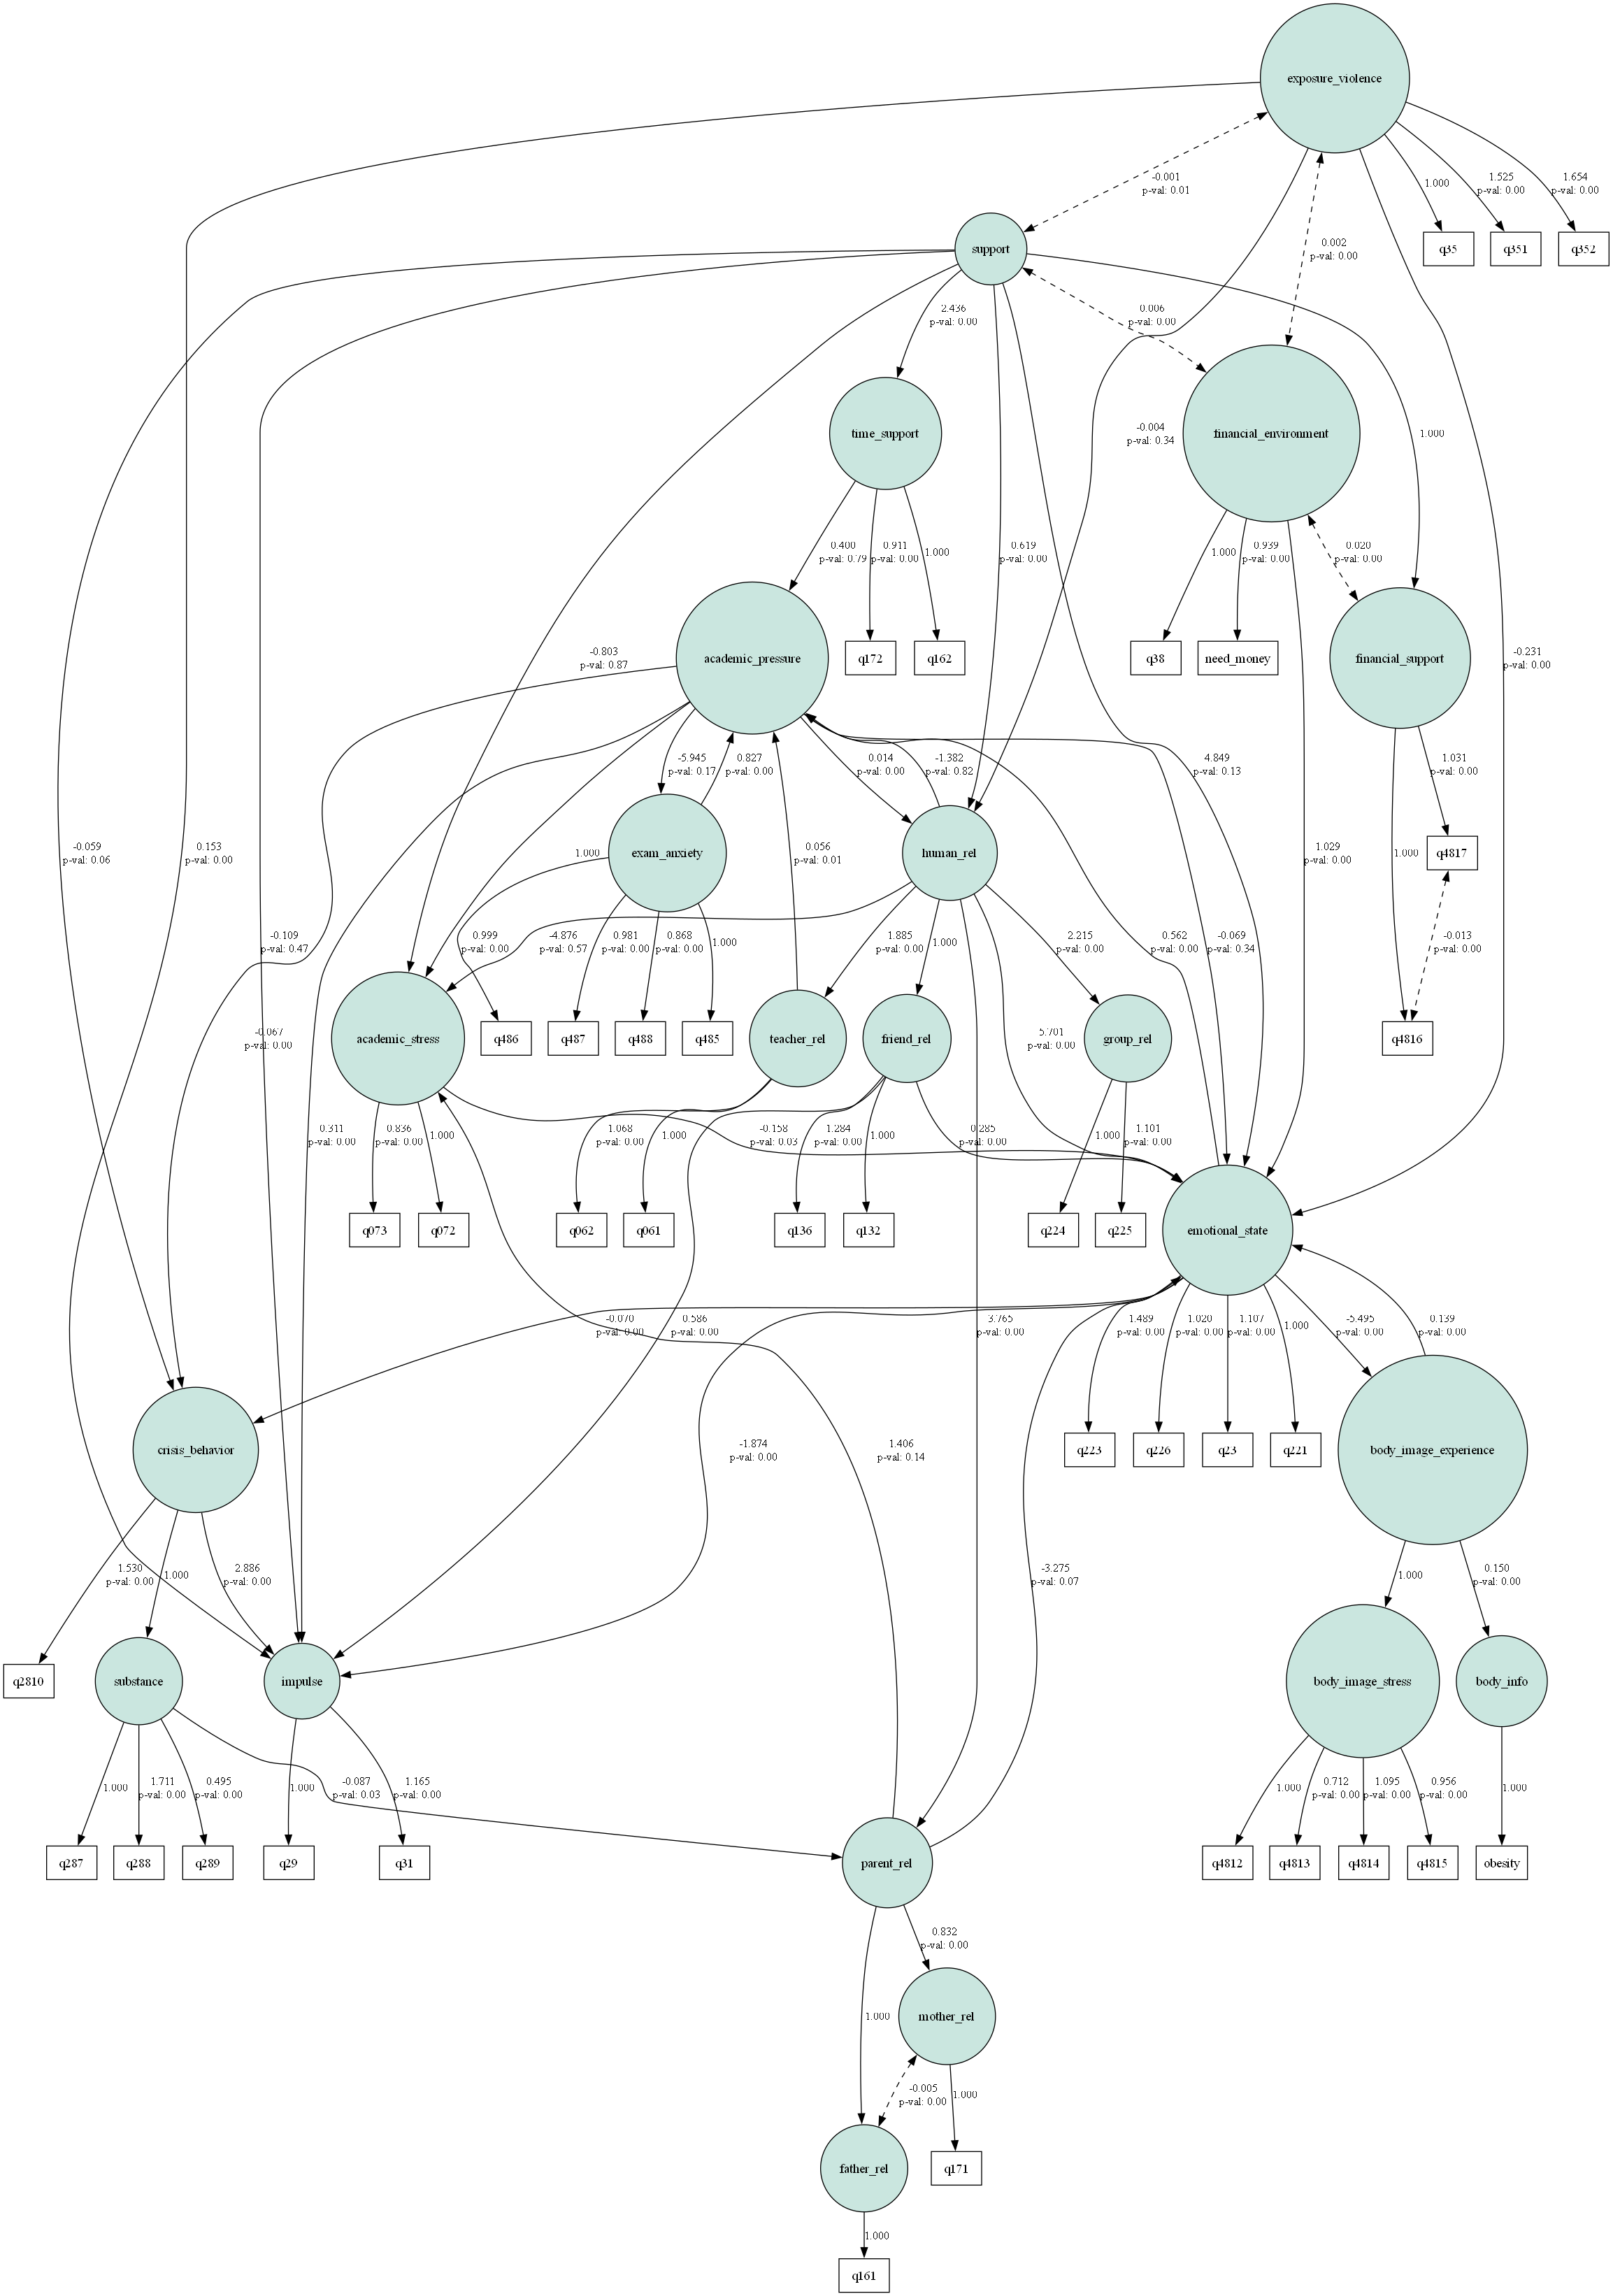 exposure_violence
-0.001
p-val: 0.01
1.000
1.525
p-val: 0.00
1.654
p-val: 0.00
support
0.002
p-val: 0.00
q35
q351
q352
2.436
p-val: 0.00
0.006
p-val: 0.00
time_support
-0.004
p-val: 0.34
financial_environment
1.000
0.400
p-val: 0.79
0.911
p-val: 0.00
1.000
0.619
p-val: 0.00
1.000
0.939
p-val: 0.00
0.020
p-val: 0.00
-0.803
p-val: 0.87
academic_pressure
q172
q162
q38
need_money
financial_support
-0.231
p-val: 0.00
-5.945
p-val: 0.17
0.827
p-val: 0.00
0.014
p-val: 0.00
-1.382
p-val: 0.82
4.849
p-val: 0.13
1.031
p-val: 0.00
-0.059
p-val: 0.06
0.153
p-val: 0.00
1.000
exam_anxiety
0.056
p-val: 0.01
human_rel
1.029
p-val: 0.00
1.000
q4817
-0.109
p-val: 0.47
0.999
p-val: 0.00
-4.876
p-val: 0.57
0.981
p-val: 0.00
0.868
p-val: 0.00
1.000
1.885
p-val: 0.00
1.000
2.215
p-val: 0.00
0.562
p-val: 0.00
-0.069
p-val: 0.34
-0.013
p-val: 0.00
-0.067
p-val: 0.00
academic_stress
q486
q487
q488
q485
teacher_rel
friend_rel
5.701
p-val: 0.00
group_rel
q4816
0.311
p-val: 0.00
0.836
p-val: 0.00
1.000
1.068
p-val: 0.00
1.000
-0.158
p-val: 0.03
1.284
p-val: 0.00
1.000
0.285
p-val: 0.00
1.000
1.101
p-val: 0.00
q073
q072
q062
q061
q136
q132
q224
q225
emotional_state
-0.070
p-val: 0.00
0.586
p-val: 0.00
3.765
p-val: 0.00
1.489
p-val: 0.00
1.020
p-val: 0.00
1.107
p-val: 0.00
1.000
-5.495
p-val: 0.00
0.139
p-val: 0.00
crisis_behavior
-1.874
p-val: 0.00
1.406
p-val: 0.14
q223
q226
q23
q221
body_image_experience
1.530
p-val: 0.00
1.000
2.886
p-val: 0.00
-3.275
p-val: 0.07
1.000
0.150
p-val: 0.00
q2810
substance
impulse
body_image_stress
body_info
1.000
1.711
p-val: 0.00
0.495
p-val: 0.00
1.000
-0.087
p-val: 0.03
1.165
p-val: 0.00
1.000
0.712
p-val: 0.00
1.095
p-val: 0.00
0.956
p-val: 0.00
1.000
q287
q288
q289
q29
q31
parent_rel
q4812
q4813
q4814
q4815
obesity
0.832
p-val: 0.00
1.000
mother_rel
-0.005
p-val: 0.00
1.000
father_rel
q171
1.000
q161